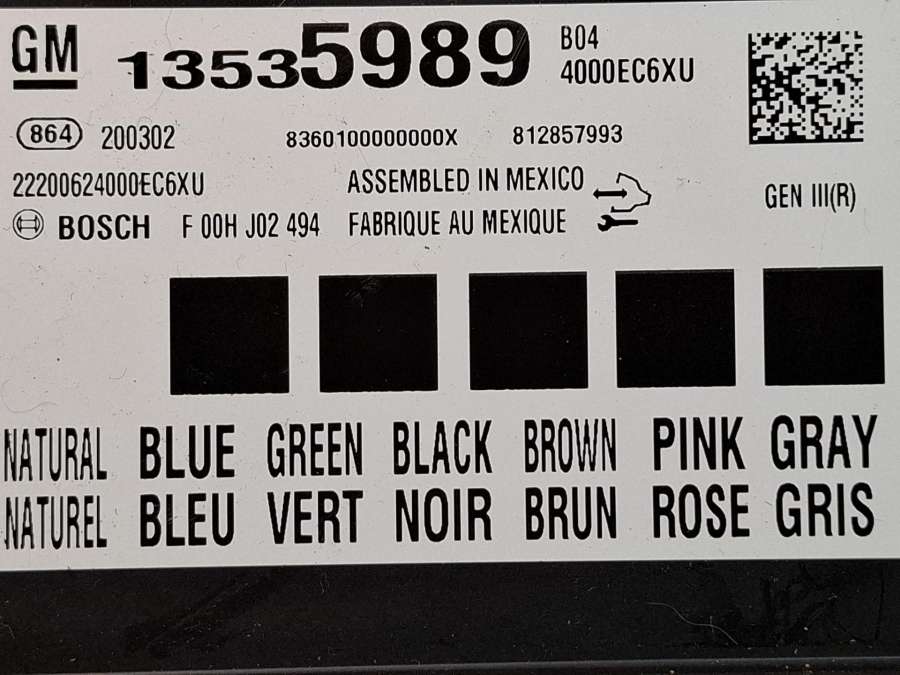 GM 13535989 B04
4000EC6XU
864 200302 8360100000000X 812857993
22200624000EC6XU ASSEMBLED IN MEXICO GEN III(R)
BOSCH F 00H J02 494 FABRIQUE AU MEXIQUE
NATURAL BLUE GREEN BLACK BROWN PINK GRAY
NATUREL BLEU VERT NOIR BRUN ROSE GRIS